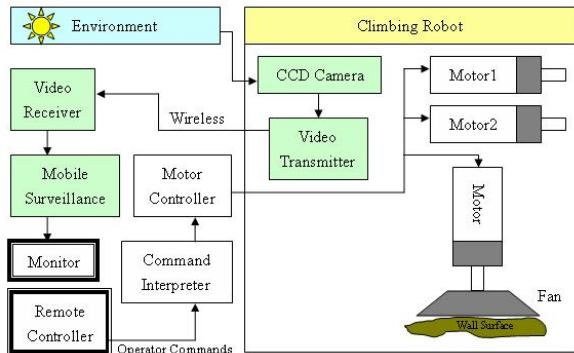 Environment
Climbing Robot
Video
Receiver
CCD Camera
Motor1
Wireless
Video
Transmitter
Motor2
Mobile
Surveillance
Motor
Controller
Motor
Monitor
Command
Interpreter
Fan
Remote
Controller
Wall Surface
Operator Commands